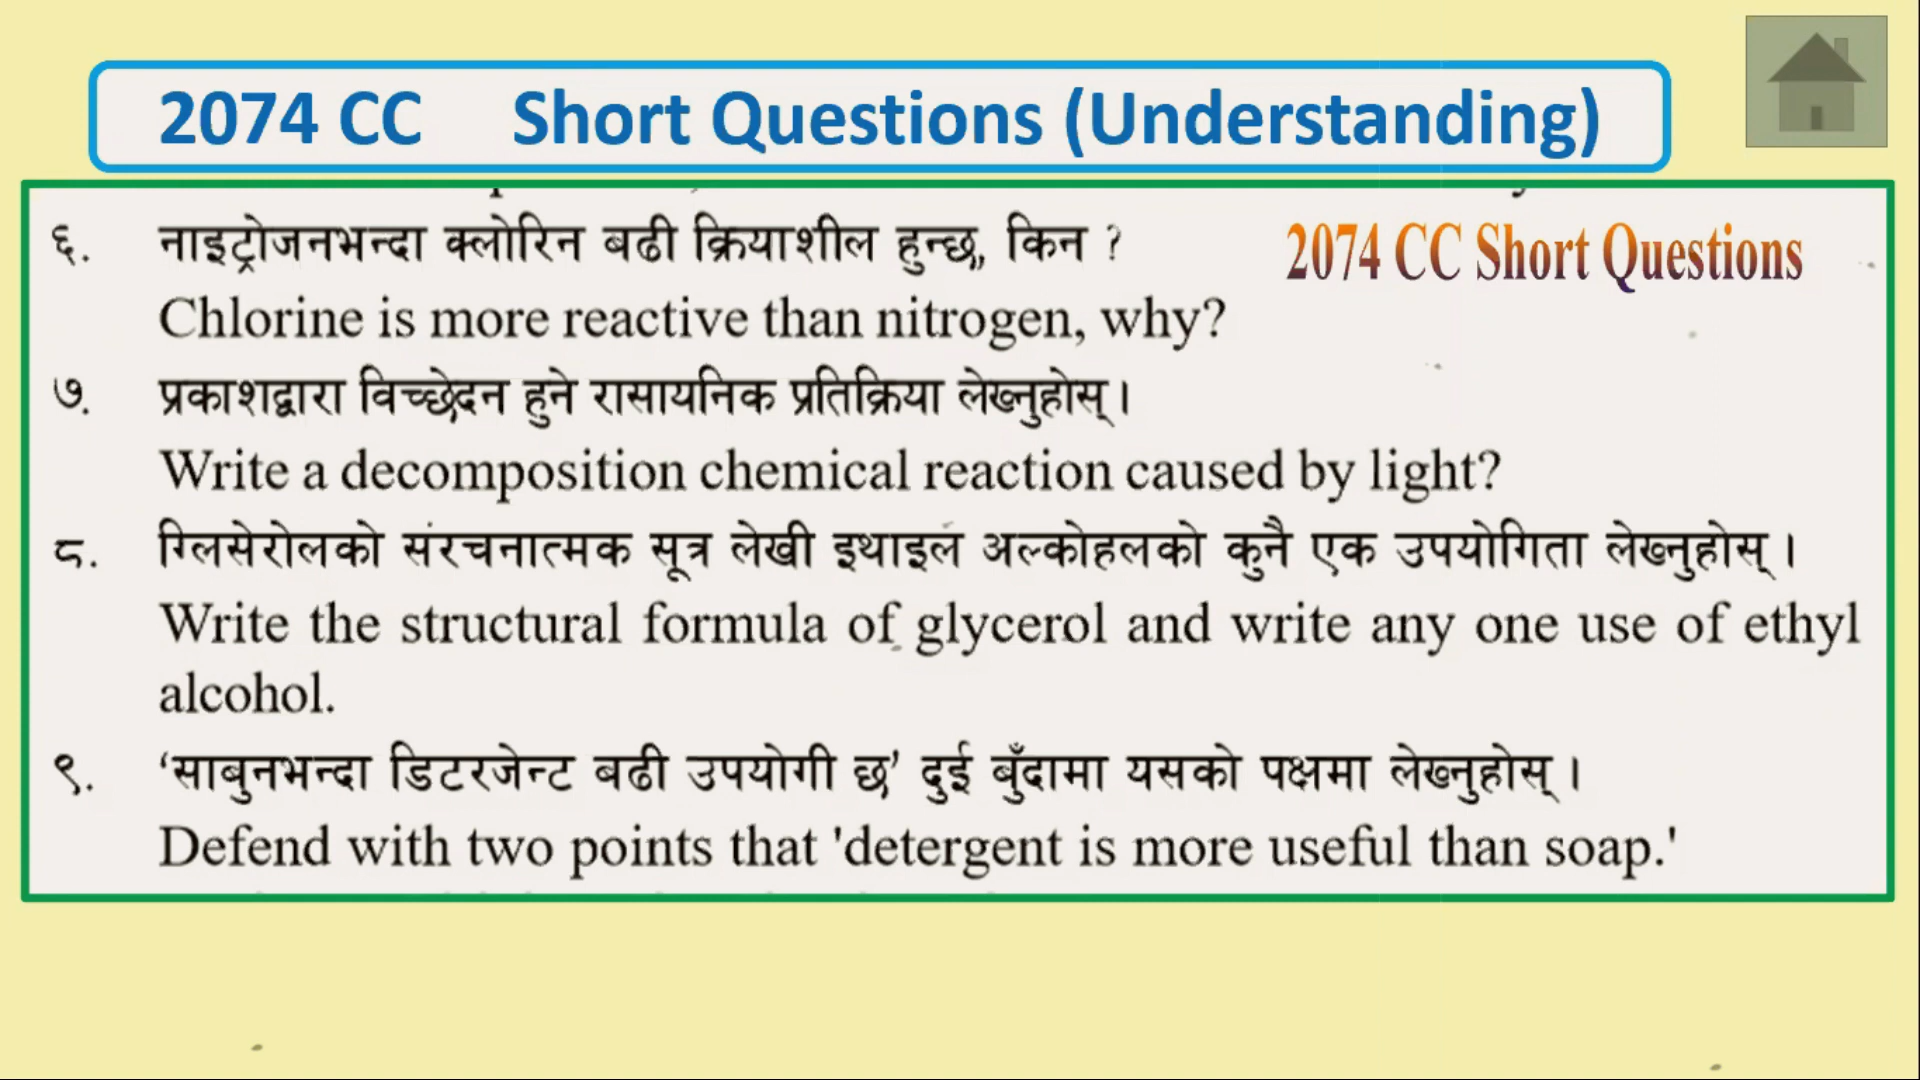 2074 CC Short Questions (Understanding)
६. नाइट्रोजनभन्दा क्लोरिन बढी क्रियाशील हुन्छ, किन ?
2074 CC Short Questions
Chlorine is more reactive than nitrogen, why?
७. प्रकाशद्वारा विच्छेदन हुने रासायनिक प्रतिक्रिया लेख्नुहोस् ।
Write a decomposition chemical reaction caused by light?
८. ग्लिसेरोलको संरचनात्मक सूत्र लेखी इथाइल अल्कोहलको कुनै एक उपयोगिता लेख्नुहोस् ।
Write the structural formula of glycerol and write any one use of ethyl
alcohol.
९. ‘साबुनभन्दा डिटरजेन्ट बढी उपयोगी छ’ दुई बुँदामा यसको पक्षमा लेख्नुहोस् ।
Defend with two points that 'detergent is more useful than soap.'